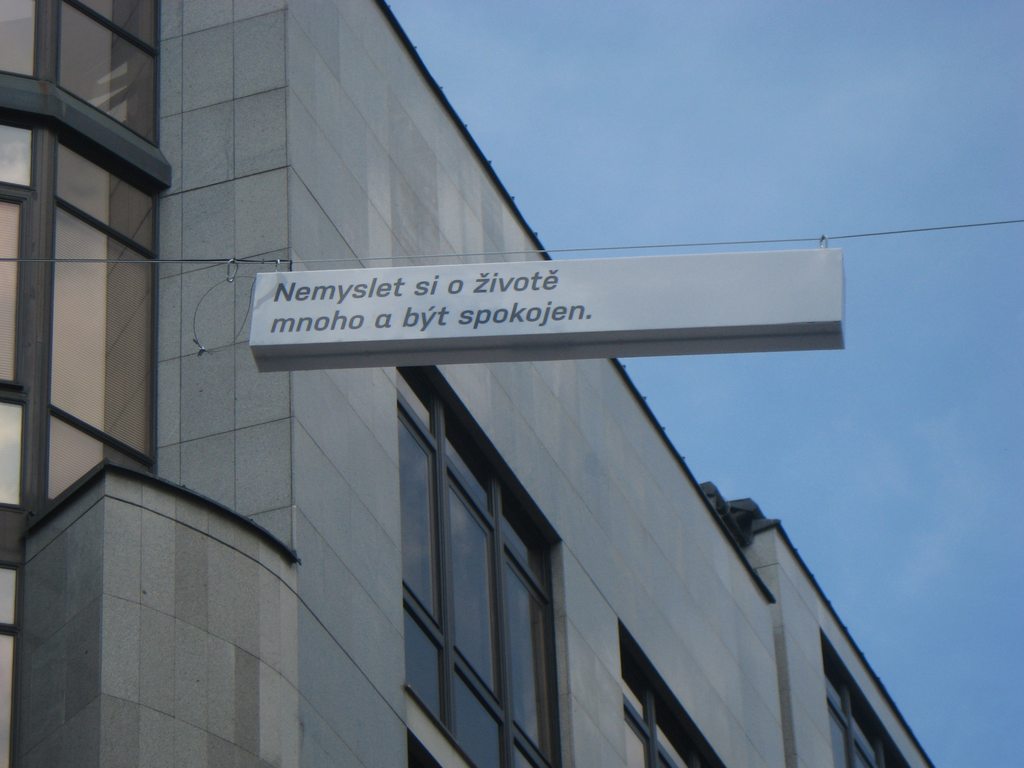 Nemyslet si o životě
mnoho a být spokojen.